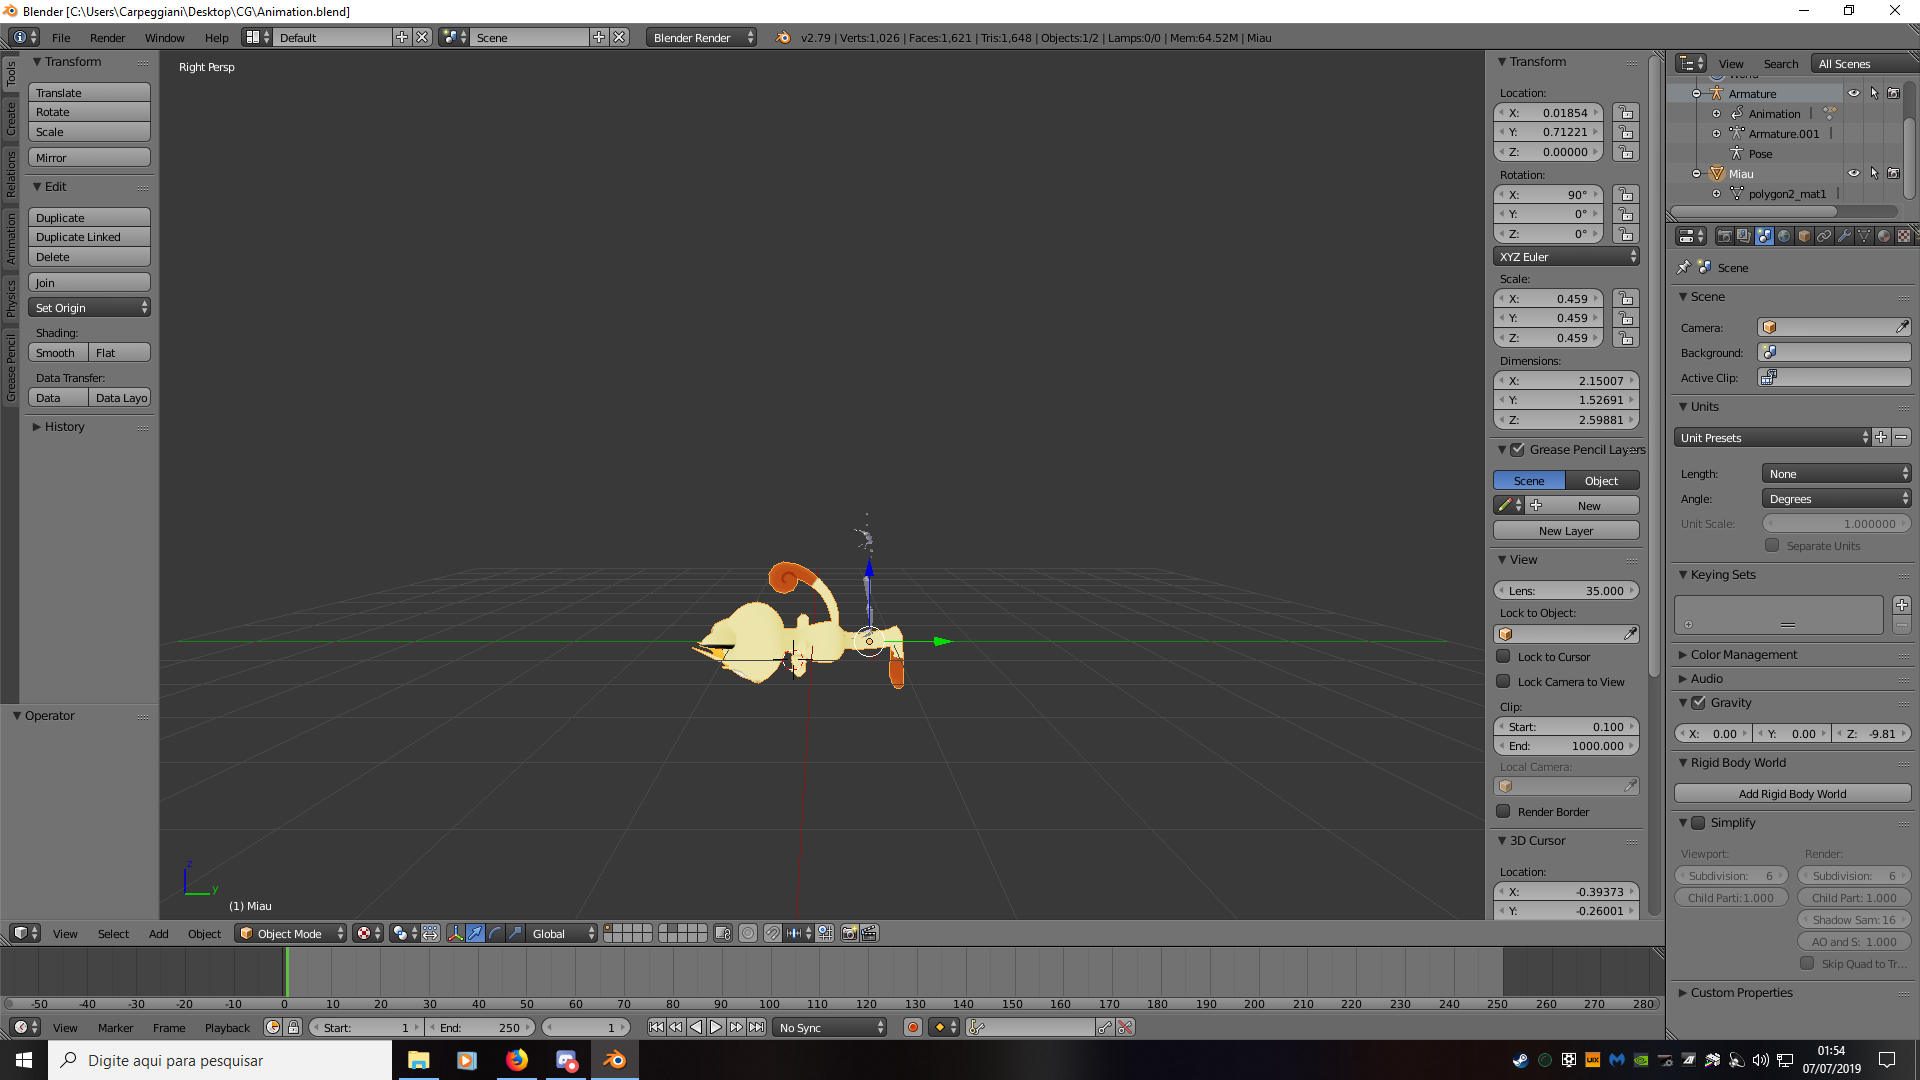 Blender [C:\Users\Carpeggiani\Desktop\CG\Animation.blend]
File Render Window Help Default Scene Blender Render v2.79 | Verts:1,026 | Faces:1,621 | Tris:1,648 | Objects:1/2 | Lamps:0/0 | Mem:64.52M | Miau
Tools
Create
Relations
Animation
Physics
Grease Pencil
Transform
Translate
Rotate
Scale
Mirror
Edit
Duplicate
Duplicate Linked
Delete
Join
Set Origin
Shading:
Smooth Flat
Data Transfer:
Data Data Layo
History
Operator
Right Persp
z
y
(1) Miau
Transform
Location:
X: 0.01854
Y: 0.71221
Z: 0.00000
Rotation:
X: 90°
Y: 0°
Z: 0°
XYZ Euler
Scale:
X: 0.459
Y: 0.459
Z: 0.459
Dimensions:
X: 2.15007
Y: 1.52691
Z: 2.59881
Grease Pencil Layers
Scene Object
New
New Layer
View
Lens: 35.000
Lock to Object:
Lock to Cursor
Lock Camera to View
Clip:
Start: 0.100
End: 1000.000
Local Camera:
Render Border
3D Cursor
Location:
X: -0.39373
Y: -0.26001
View Search All Scenes
World
Armature
Animation
Armature.001
Pose
Miau
polygon2_mat1
Scene
Scene
Camera:
Background:
Active Clip:
Units
Unit Presets
Length: None
Angle: Degrees
Unit Scale: 1.000000
Separate Units
Keying Sets
Color Management
Audio
Gravity
X: 0.00 Y: 0.00 Z: -9.81
Rigid Body World
Add Rigid Body World
Simplify
Viewport: Render:
Subdivision: 6 Subdivision: 6
Child Parti:1.000 Child Part: 1.000
Shadow Sam: 16
AO and S: 1.000
Skip Quad to Tr...
Custom Properties
View Select Add Object Object Mode Global
-50 -40 -30 -20 -10 0 10 20 30 40 50 60 70 80 90 100 110 120 130 140 150 160 170 180 190 200 210 220 230 240 250 260 270 280
View Marker Frame Playback Start: 1 End: 250 1 No Sync
Digite aqui para pesquisar
01:54
07/07/2019